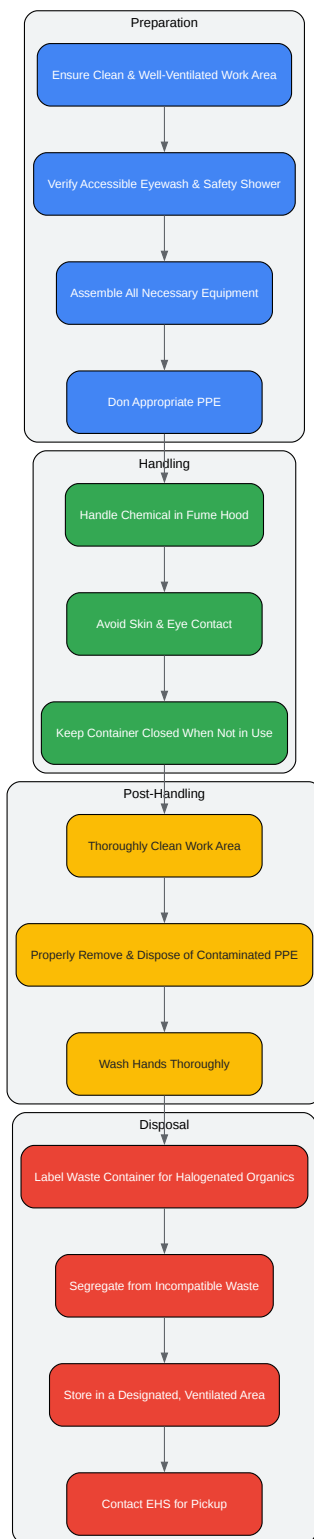 Preparation
Ensure Clean & Well-Ventilated Work Area
Verify Accessible Eyewash & Safety Shower
Assemble All Necessary Equipment
Don Appropriate PPE
Handling
Handle Chemical in Fume Hood
Avoid Skin & Eye Contact
Keep Container Closed When Not in Use
Post-Handling
Thoroughly Clean Work Area
Properly Remove & Dispose of Contaminated PPE
Wash Hands Thoroughly
Disposal
Label Waste Container for Halogenated Organics
Segregate from Incompatible Waste
Store in a Designated, Ventilated Area
Contact EHS for Pickup